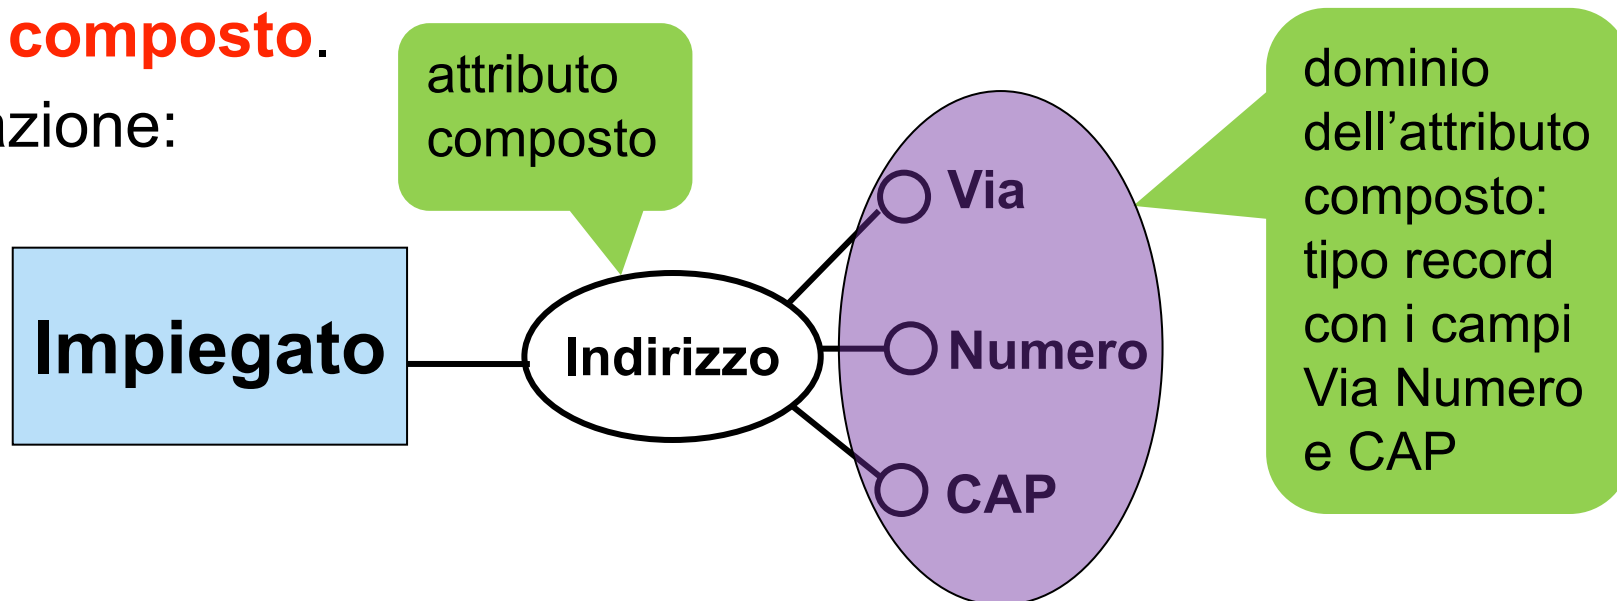 composto.
azione:
attributo
composto
Impiegato
Indirizzo
Via
Numero
CAP
dominio
dell’attributo
composto:
tipo record
con i campi
Via Numero
e CAP